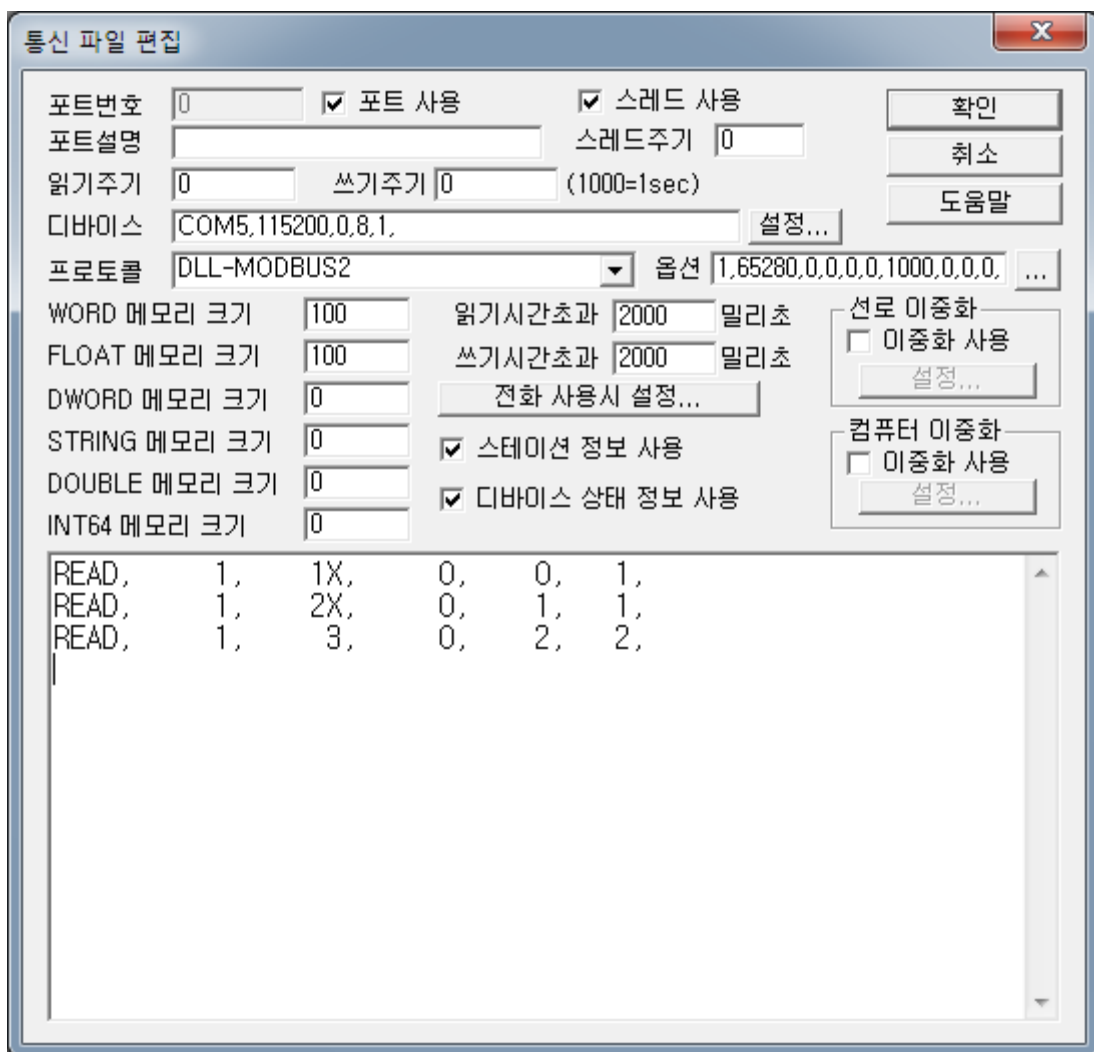 통신 파일 편집
포트번호 0 포트 사용 스레드 사용 확인
포트설명 스레드주기 0 취소
읽기주기 0 쓰기주기 0 (1000=1sec) 도움말
디바이스 COM5,115200,0,8,1, 설정...
프로토콜 DLL-MODBUS2 옵션 1,65280,0,0,0,0,1000,0,0,0, ...
WORD 메모리 크기 100 읽기시간초과 2000 밀리초 선로 이중화
FLOAT 메모리 크기 100 쓰기시간초과 2000 밀리초 이중화 사용
DWORD 메모리 크기 0 전화 사용시 설정... 설정...
STRING 메모리 크기 0 스테이션 정보 사용 컴퓨터 이중화
DOUBLE 메모리 크기 0 디바이스 상태 정보 사용 이중화 사용
INT64 메모리 크기 0 설정...
READ, 1, 1X, 0, 0, 1,
READ, 1, 2X, 0, 1, 1,
READ, 1, 3, 0, 2, 2,